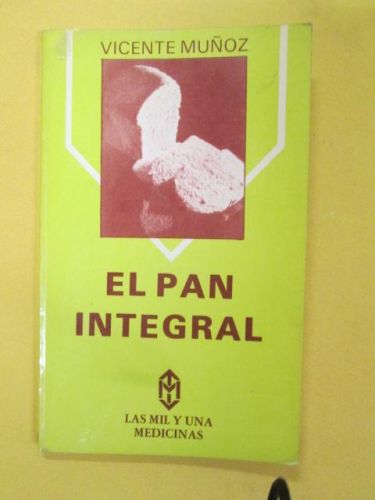 VICENTE MUÑOZ
EL PAN
INTEGRAL
LAS MIL Y UNA
MEDICINAS